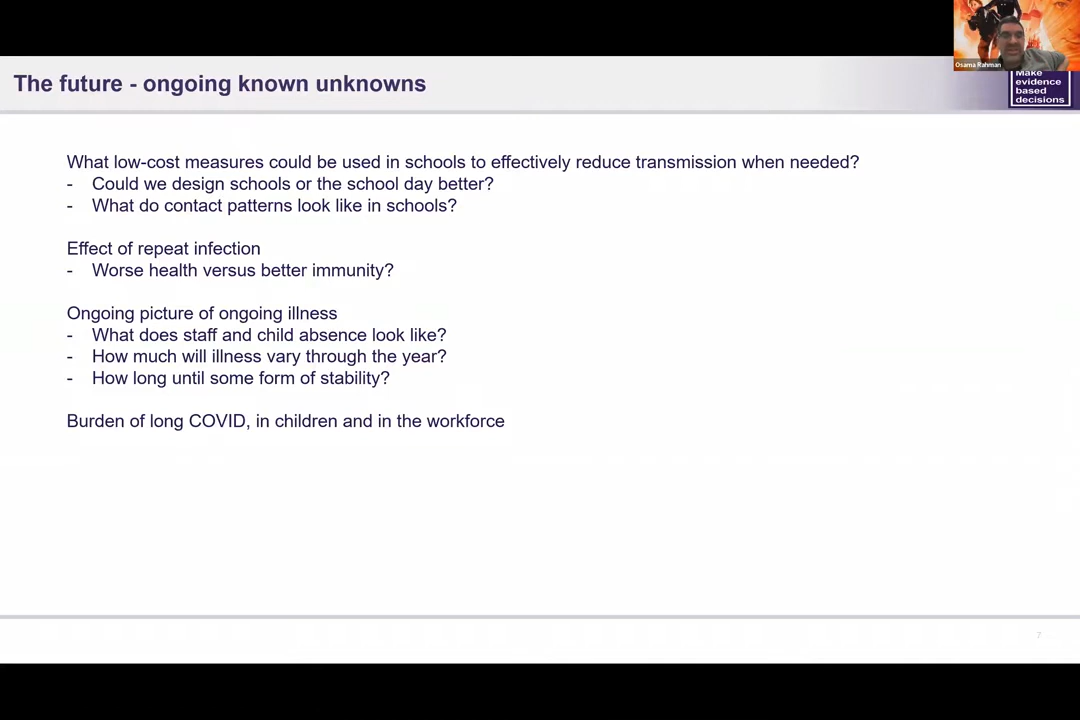 Osama Rahman
The future - ongoing known unknowns
Make
evidence
based
decisions
What low-cost measures could be used in schools to effectively reduce transmission when needed?
- Could we design schools or the school day better?
- What do contact patterns look like in schools?
Effect of repeat infection
- Worse health versus better immunity?
Ongoing picture of ongoing illness
- What does staff and child absence look like?
- How much will illness vary through the year?
- How long until some form of stability?
Burden of long COVID, in children and in the workforce
7